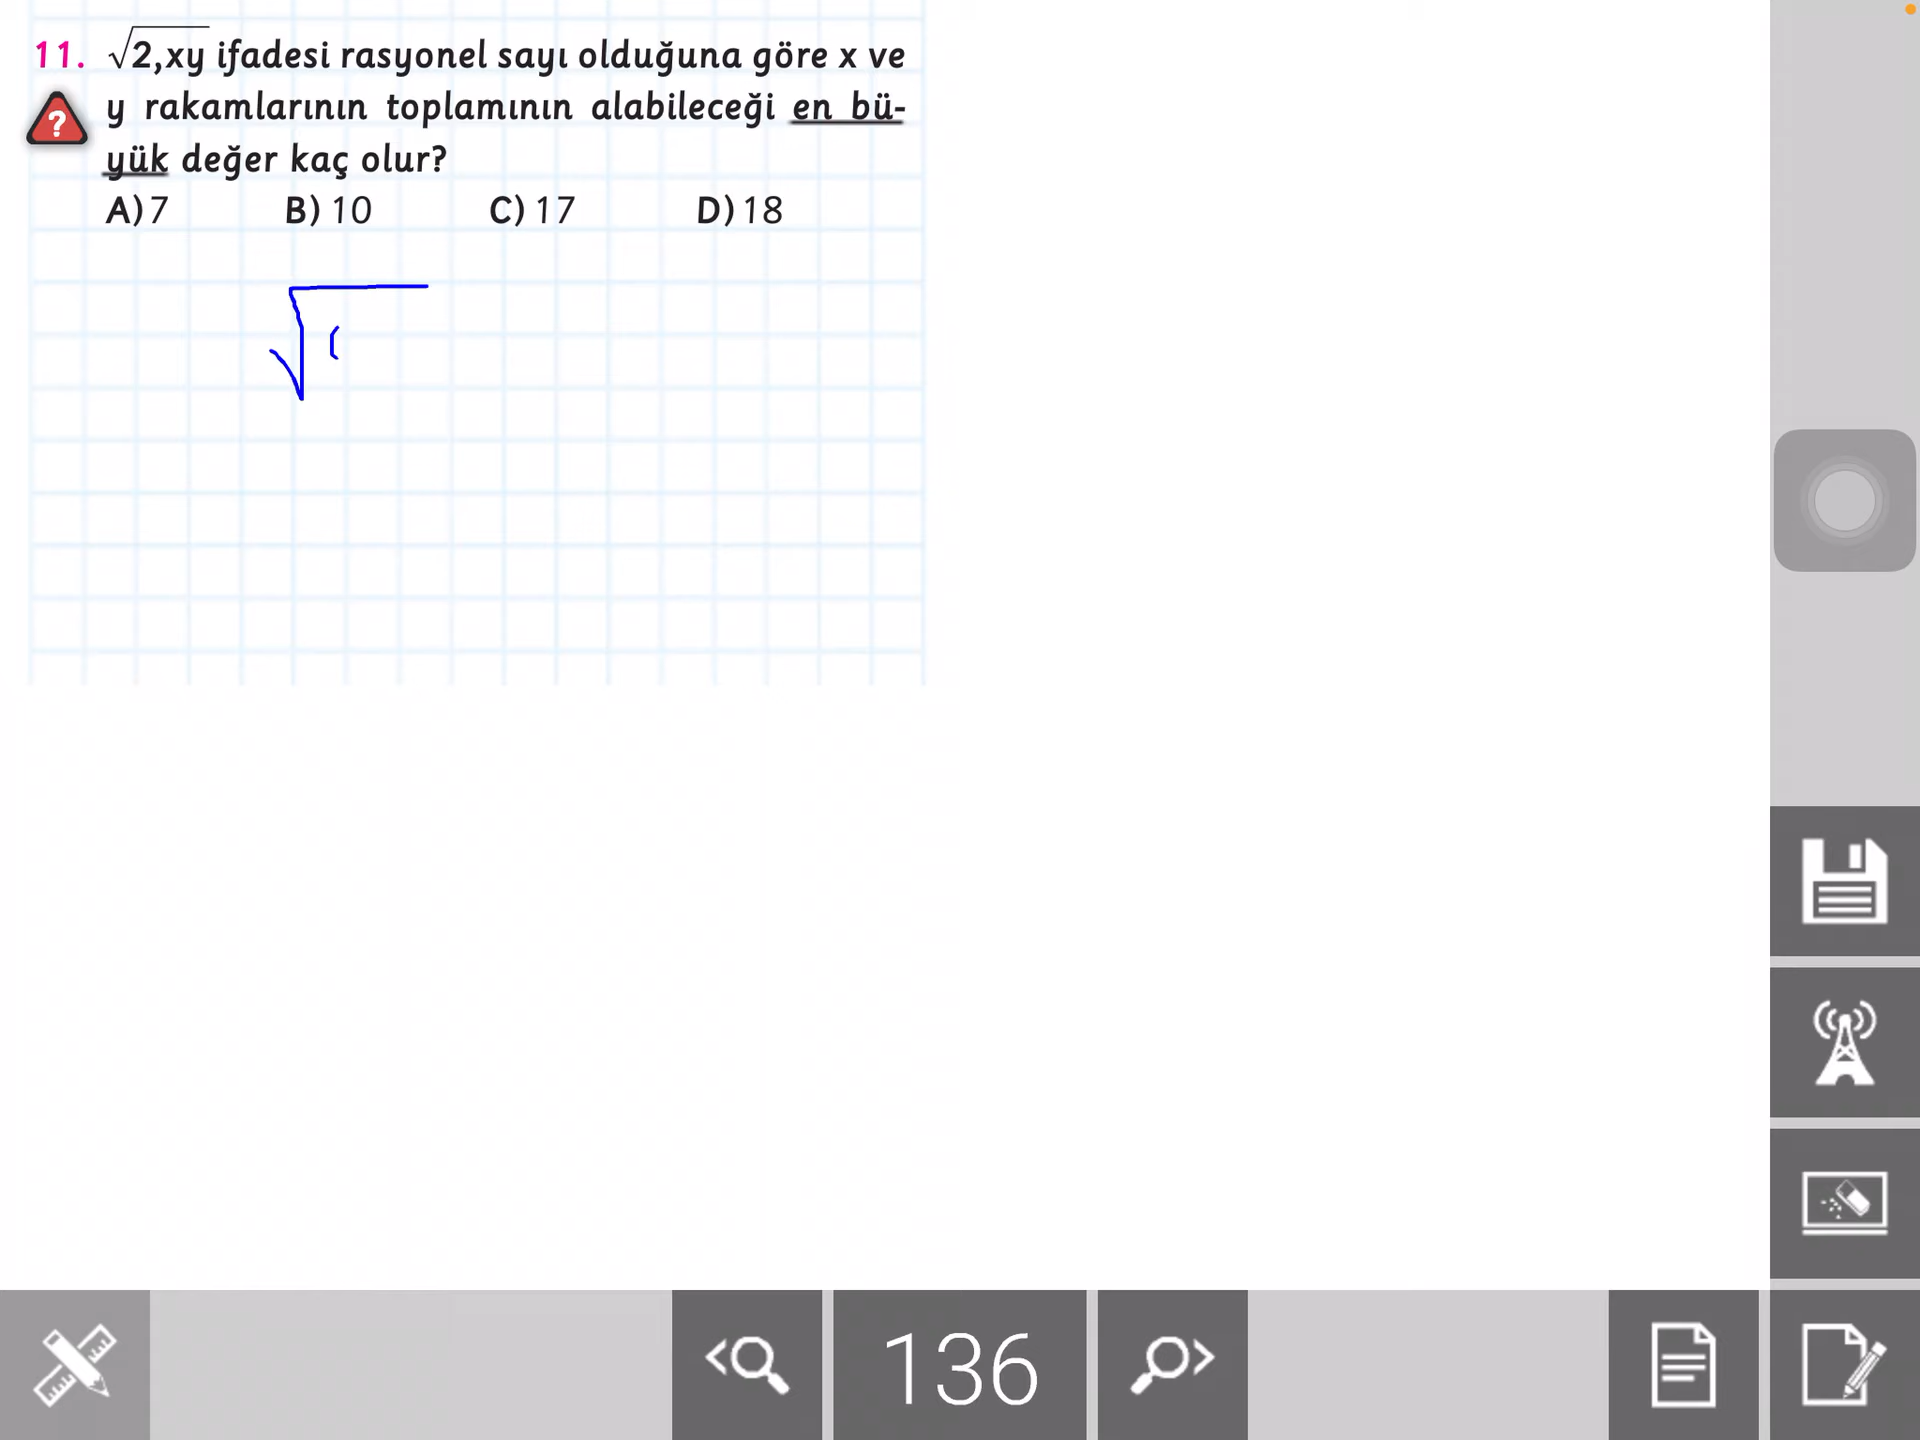 11. √2,xy ifadesi rasyonel sayı olduğuna göre x ve
? y rakamlarının toplamının alabileceği en bü-
yük değer kaç olur?
A) 7 B) 10 C) 17 D) 18
√(
136